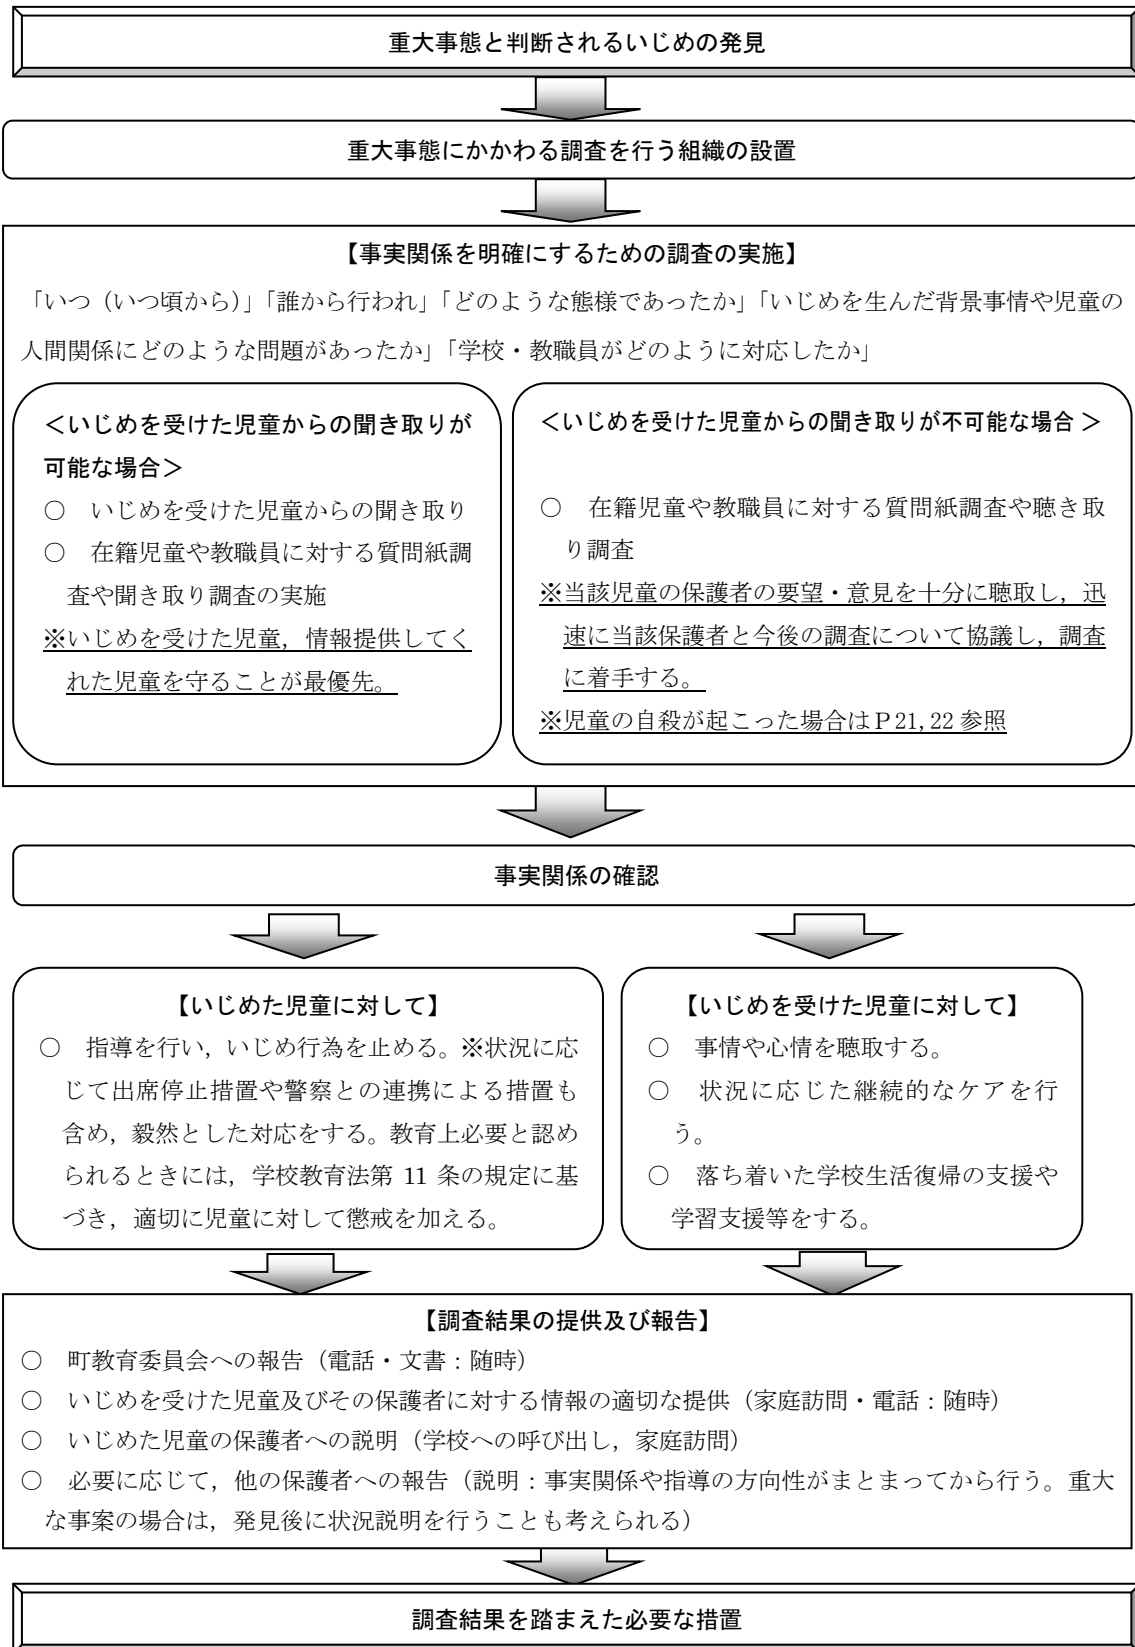 重大事態と判断されるいじめの発見
重大事態にかかわる調査を行う組織の設置
【事実関係を明確にするための調査の実施】
「いつ（いつ頃から）」「誰から行われ」「どのような態様であったか」「いじめを生んだ背景事情や児童の
人間関係にどのような問題があったか」「学校・教職員がどのように対応したか」
＜いじめを受けた児童からの聞き取りが
可能な場合＞
○　いじめを受けた児童からの聞き取り
○　在籍児童や教職員に対する質問紙調
査や聞き取り調査の実施
※いじめを受けた児童，情報提供してく
れた児童を守ることが最優先。
＜いじめを受けた児童からの聞き取りが不可能な場合＞
○　在籍児童や教職員に対する質問紙調査や聴き取
り調査
※当該児童の保護者の要望・意見を十分に聴取し，迅
速に当該保護者と今後の調査について協議し，調査
に着手する。
※児童の自殺が起こった場合はＰ21，22 参照
事実関係の確認
【いじめた児童に対して】
○　指導を行い，いじめ行為を止める。※状況に応
じて出席停止措置や警察との連携による措置も
含め，毅然とした対応をする。教育上必要と認め
られるときには，学校教育法第 11 条の規定に基
づき，適切に児童に対して懲戒を加える。
【いじめを受けた児童に対して】
○　事情や心情を聴取する。
○　状況に応じた継続的なケアを行
う。
○　落ち着いた学校生活復帰の支援や
学習支援等をする。
【調査結果の提供及び報告】
○　町教育委員会への報告（電話・文書：随時）
○　いじめを受けた児童及びその保護者に対する情報の適切な提供（家庭訪問・電話：随時）
○　いじめた児童の保護者への説明（学校への呼び出し，家庭訪問）
○　必要に応じて，他の保護者への報告（説明：事実関係や指導の方向性がまとまってから行う。重大
な事案の場合は，発見後に状況説明を行うことも考えられる）
調査結果を踏まえた必要な措置